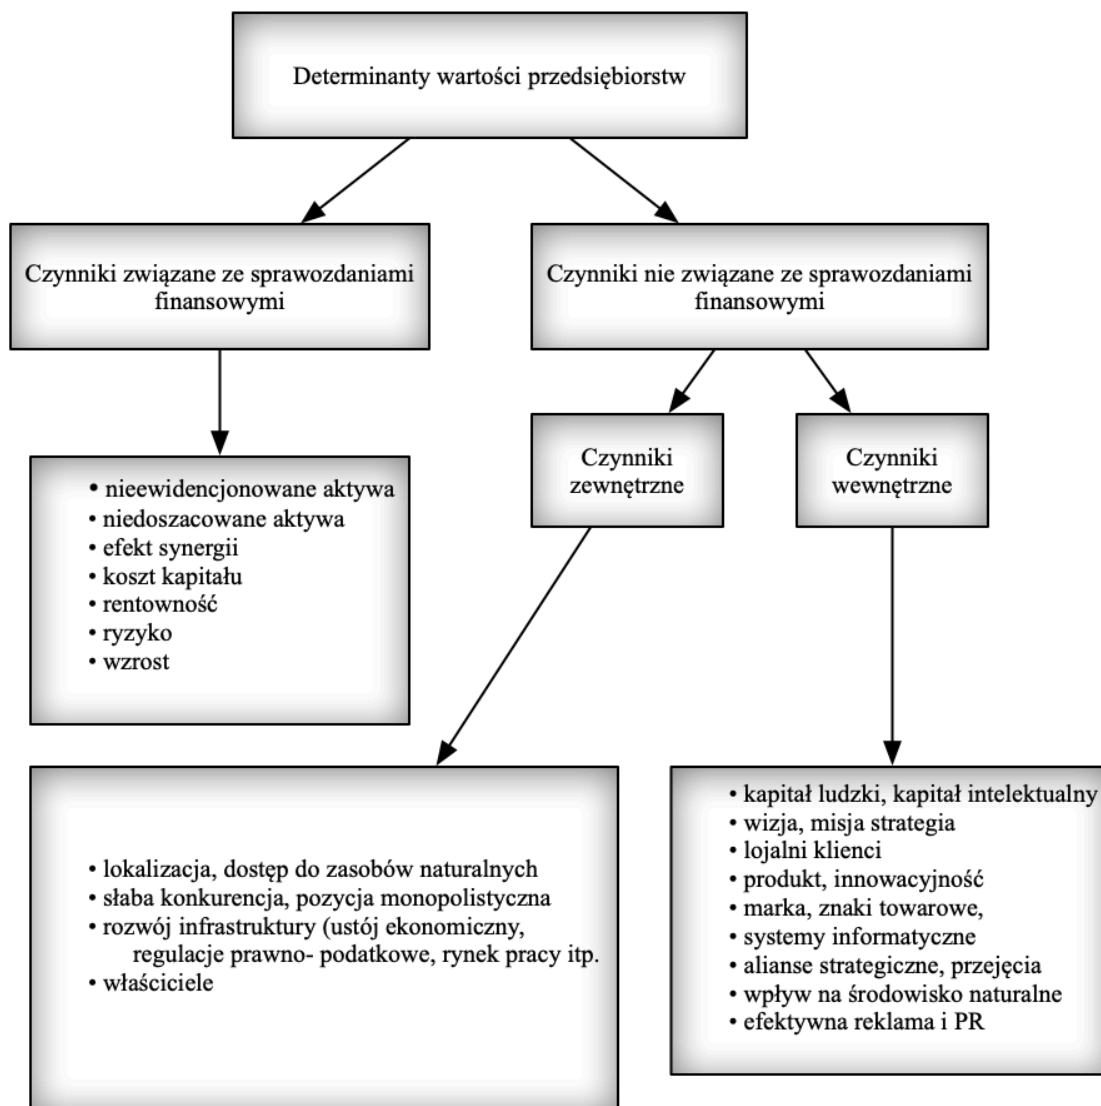 Determinanty wartości przedsiębiorstw
Czynniki związane ze sprawozdaniami
finansowymi
Czynniki nie związane ze sprawozdaniami
finansowymi
Czynniki
zewnętrzne
Czynniki
wewnętrzne
• nieewidencjonowane aktywa
• niedoszacowane aktywa
• efekt synergii
• koszt kapitału
• rentowność
• ryzyko
• wzrost
• lokalizacja, dostęp do zasobów naturalnych
• słaba konkurencja, pozycja monopolistyczna
• rozwój infrastruktury (ustój ekonomiczny,
regulacje prawno- podatkowe, rynek pracy itp.
• właściciele
• kapitał ludzki, kapitał intelektualny
• wizja, misja strategia
• lojalni klienci
• produkt, innowacyjność
• marka, znaki towarowe,
• systemy informatyczne
• alianse strategiczne, przejęcia
• wpływ na środowisko naturalne
• efektywna reklama i PR